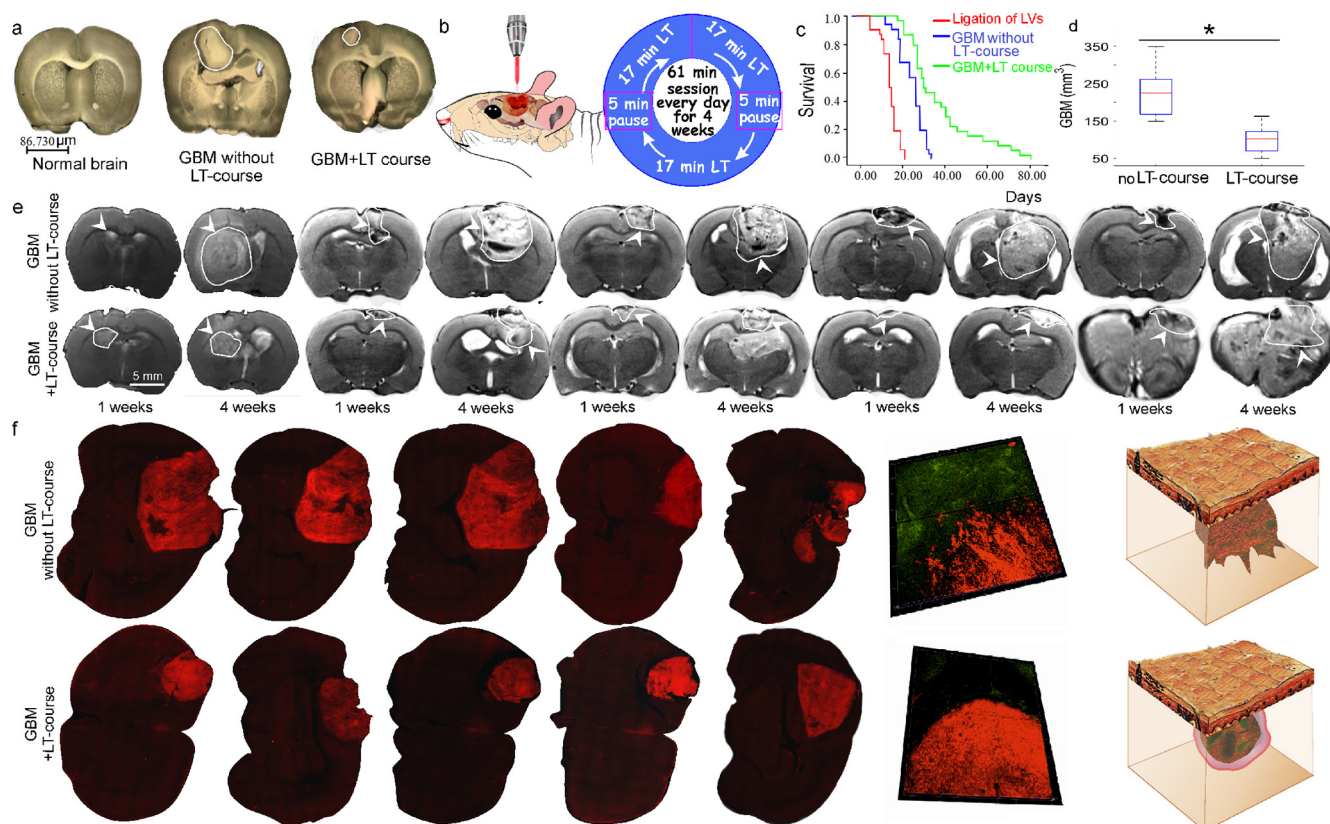 a
86.730 μm
Normal brain
GBM without
LT-course
GBM+LT course
b
17 min LT
17 min LT
5 min
pause
61 min
session
every day
for 4
weeks
5 min
pause
17 min LT
c
Survival
1.0
0.8
0.6
0.4
0.2
0.0
0.00
20.00
40.00
60.00
80.00
Days
Ligation of LVs
GBM without
LT-course
GBM+LT course
d
GBM (mm³)
350
250
150
50
*
no LT-course
LT-course
e
GBM
without LT-course
GBM
+LT-course
5 mm
1 weeks
4 weeks
1 weeks
4 weeks
1 weeks
4 weeks
1 weeks
4 weeks
1 weeks
4 weeks
f
GBM
without LT-course
GBM
+LT-course